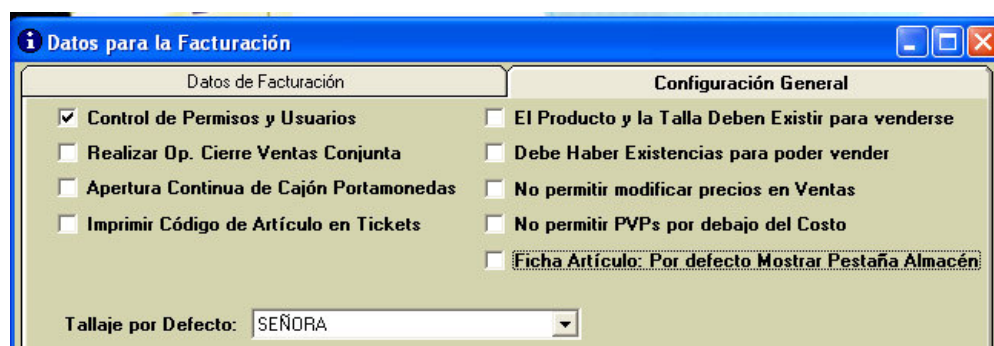 Datos para la Facturación
Datos de Facturación
Configuración General
Control de Permisos y Usuarios
Realizar Op. Cierre Ventas Conjunta
Apertura Continua de Cajón Portamonedas
Imprimir Código de Artículo en Tickets
El Producto y la Talla Deben Existir para venderse
Debe Haber Existencias para poder vender
No permitir modificar precios en Ventas
No permitir PVPs por debajo del Costo
Ficha Artículo: Por defecto Mostrar Pestaña Almacén
Tallaje por Defecto: SEÑORA